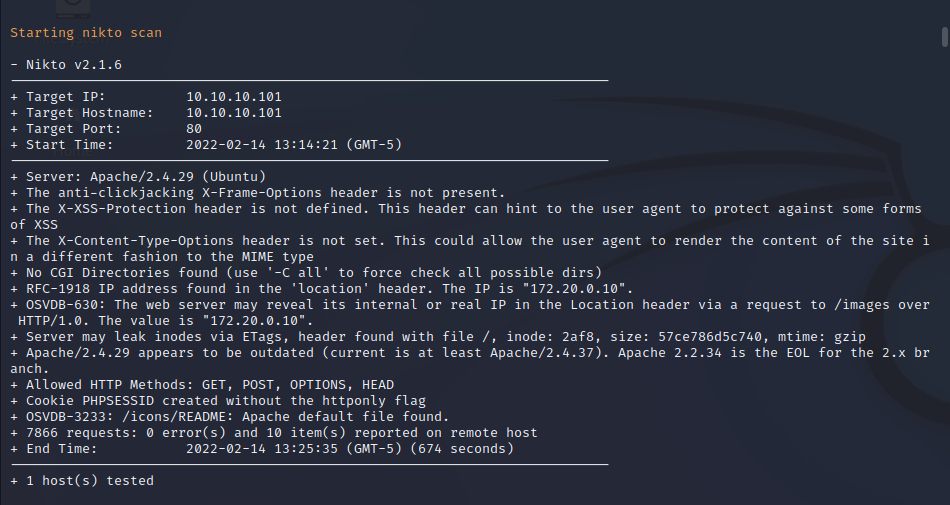 Starting nikto scan
- Nikto v2.1.6
+ Target IP: 10.10.10.101
+ Target Hostname: 10.10.10.101
+ Target Port: 80
+ Start Time: 2022-02-14 13:14:21 (GMT-5)
+ Server: Apache/2.4.29 (Ubuntu)
+ The anti-clickjacking X-Frame-Options header is not present.
+ The X-XSS-Protection header is not defined. This header can hint to the user agent to protect against some forms
of XSS
+ The X-Content-Type-Options header is not set. This could allow the user agent to render the content of the site i
n a different fashion to the MIME type
+ No CGI Directories found (use '-C all' to force check all possible dirs)
+ RFC-1918 IP address found in the 'location' header. The IP is "172.20.0.10".
+ OSVDB-630: The web server may reveal its internal or real IP in the Location header via a request to /images over
HTTP/1.0. The value is "172.20.0.10".
+ Server may leak inodes via ETags, header found with file /, inode: 2af8, size: 57ce786d5c740, mtime: gzip
+ Apache/2.4.29 appears to be outdated (current is at least Apache/2.4.37). Apache 2.2.34 is the EOL for the 2.x br
anch.
+ Allowed HTTP Methods: GET, POST, OPTIONS, HEAD
+ Cookie PHPSESSID created without the httponly flag
+ OSVDB-3233: /icons/README: Apache default file found.
+ 7866 requests: 0 error(s) and 10 item(s) reported on remote host
+ End Time: 2022-02-14 13:25:35 (GMT-5) (674 seconds)
+ 1 host(s) tested